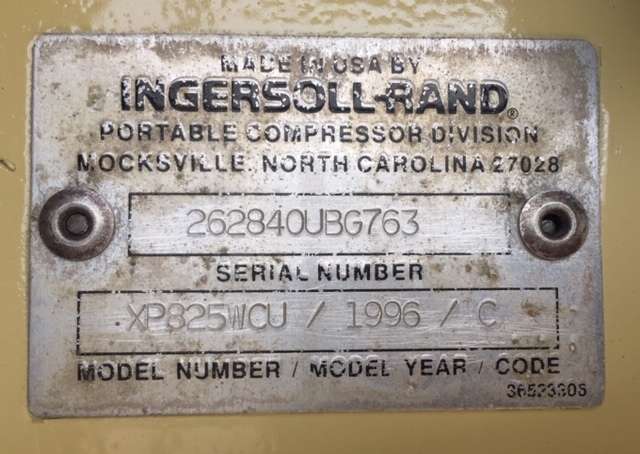 MADE IN USA BY
INGERSOLL-RAND®
PORTABLE COMPRESSOR DIVISION
MOCKSVILLE, NORTH CAROLINA 27028
262840UBG763
SERIAL NUMBER
XP825WCU / 1996 / C
MODEL NUMBER / MODEL YEAR / CODE
36523306